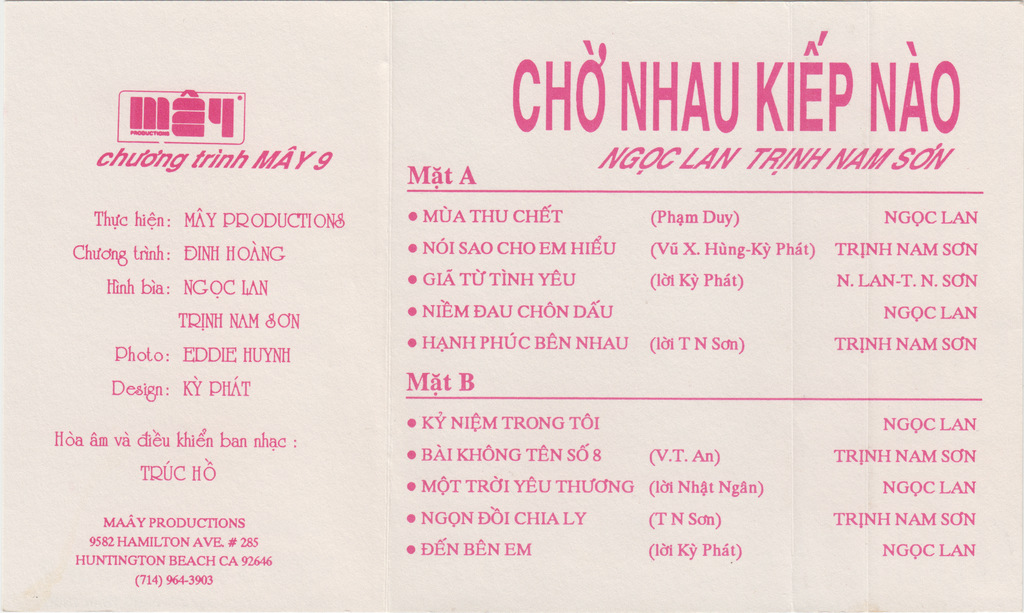 mây
PRODUCTIONS
chương trình MÂY 9
Thực hiện: MÂY PRODUCTIONS
Chương trình: ĐINH HOÀNG
Hình bìa: NGỌC LAN
TRỊNH NAM SƠN
Photo: EDDIE HUYNH
Design: KỲ PHÁT
Hòa âm và điều khiển ban nhạc :
TRÚC HỒ
MAÂY PRODUCTIONS
9582 HAMILTON AVE. # 285
HUNTINGTON BEACH CA 92646
(714) 964-3903
CHỜ NHAU KIẾP NÀO
NGỌC LAN TRỊNH NAM SƠN
Mặt A
• MÙA THU CHẾT (Phạm Duy) NGỌC LAN
• NÓI SAO CHO EM HIỂU (Vũ X. Hùng-Kỳ Phát) TRỊNH NAM SƠN
• GIÃ TỪ TÌNH YÊU (lời Kỳ Phát) N. LAN-T. N. SƠN
• NIỀM ĐAU CHÔN DẤU NGỌC LAN
• HẠNH PHÚC BÊN NHAU (lời T N Sơn) TRỊNH NAM SƠN
Mặt B
• KỶ NIỆM TRONG TÔI NGỌC LAN
• BÀI KHÔNG TÊN SỐ 8 (V.T. An) TRỊNH NAM SƠN
• MỘT TRỜI YÊU THƯƠNG (lời Nhật Ngân) NGỌC LAN
• NGỌN ĐỒI CHIA LY (T N Sơn) TRỊNH NAM SƠN
• ĐẾN BÊN EM (lời Kỳ Phát) NGỌC LAN